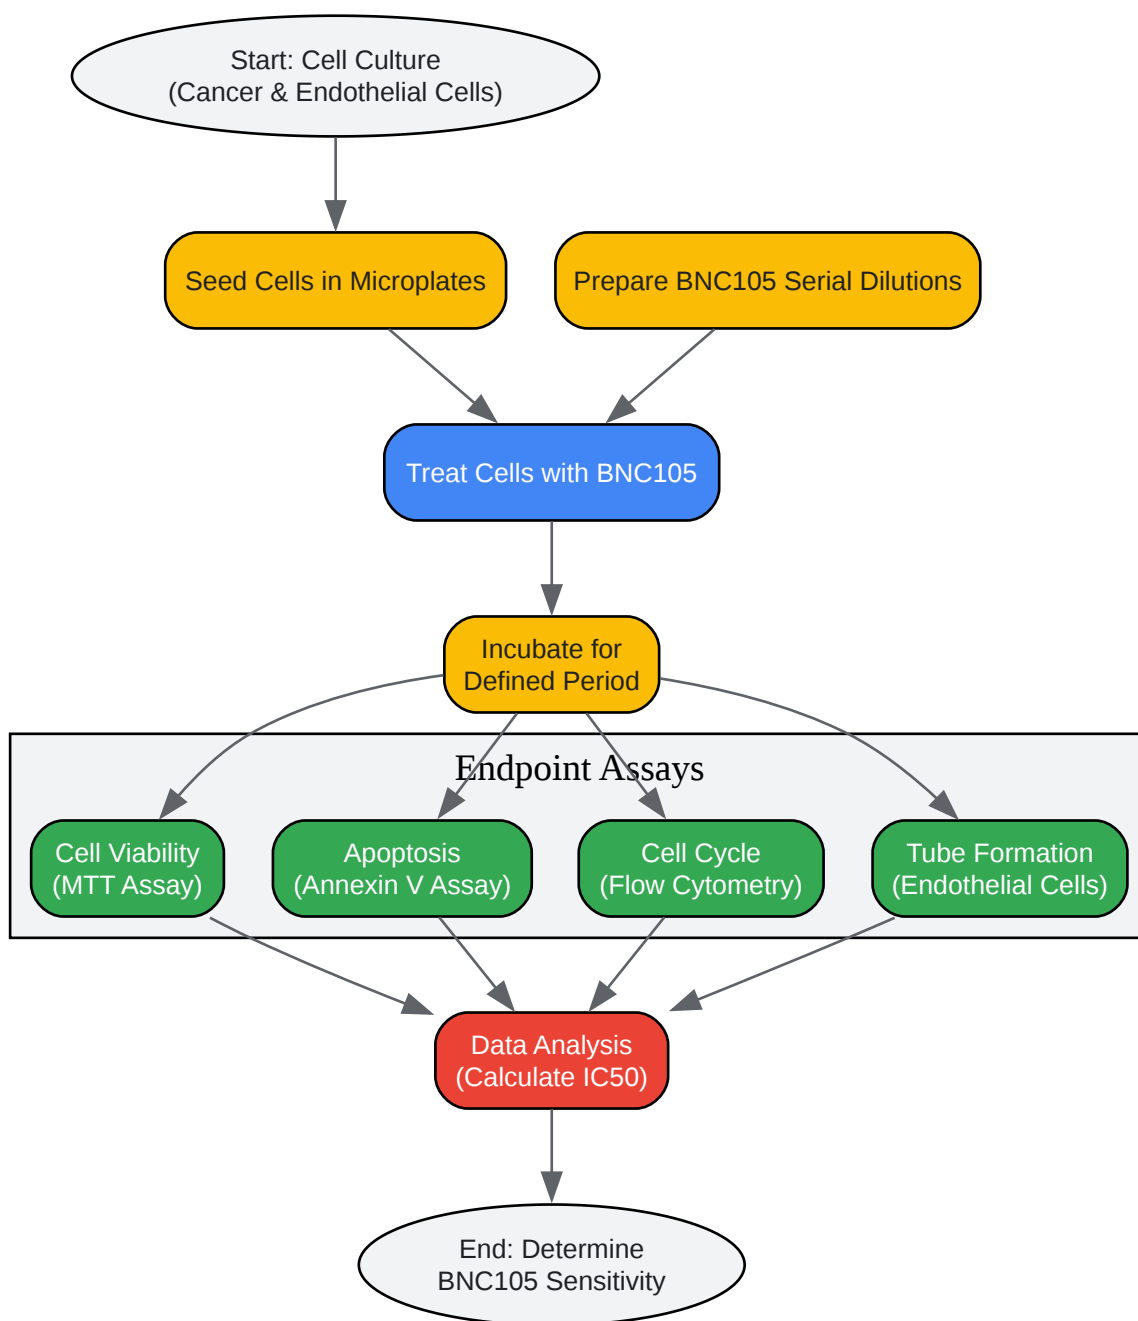 Start: Cell Culture
(Cancer & Endothelial Cells)
Seed Cells in Microplates
Prepare BNC105 Serial Dilutions
Treat Cells with BNC105
Incubate for
Defined Period
Endpoint Assays
Cell Viability
(MTT Assay)
Apoptosis
(Annexin V Assay)
Cell Cycle
(Flow Cytometry)
Tube Formation
(Endothelial Cells)
Data Analysis
(Calculate IC50)
End: Determine
BNC105 Sensitivity